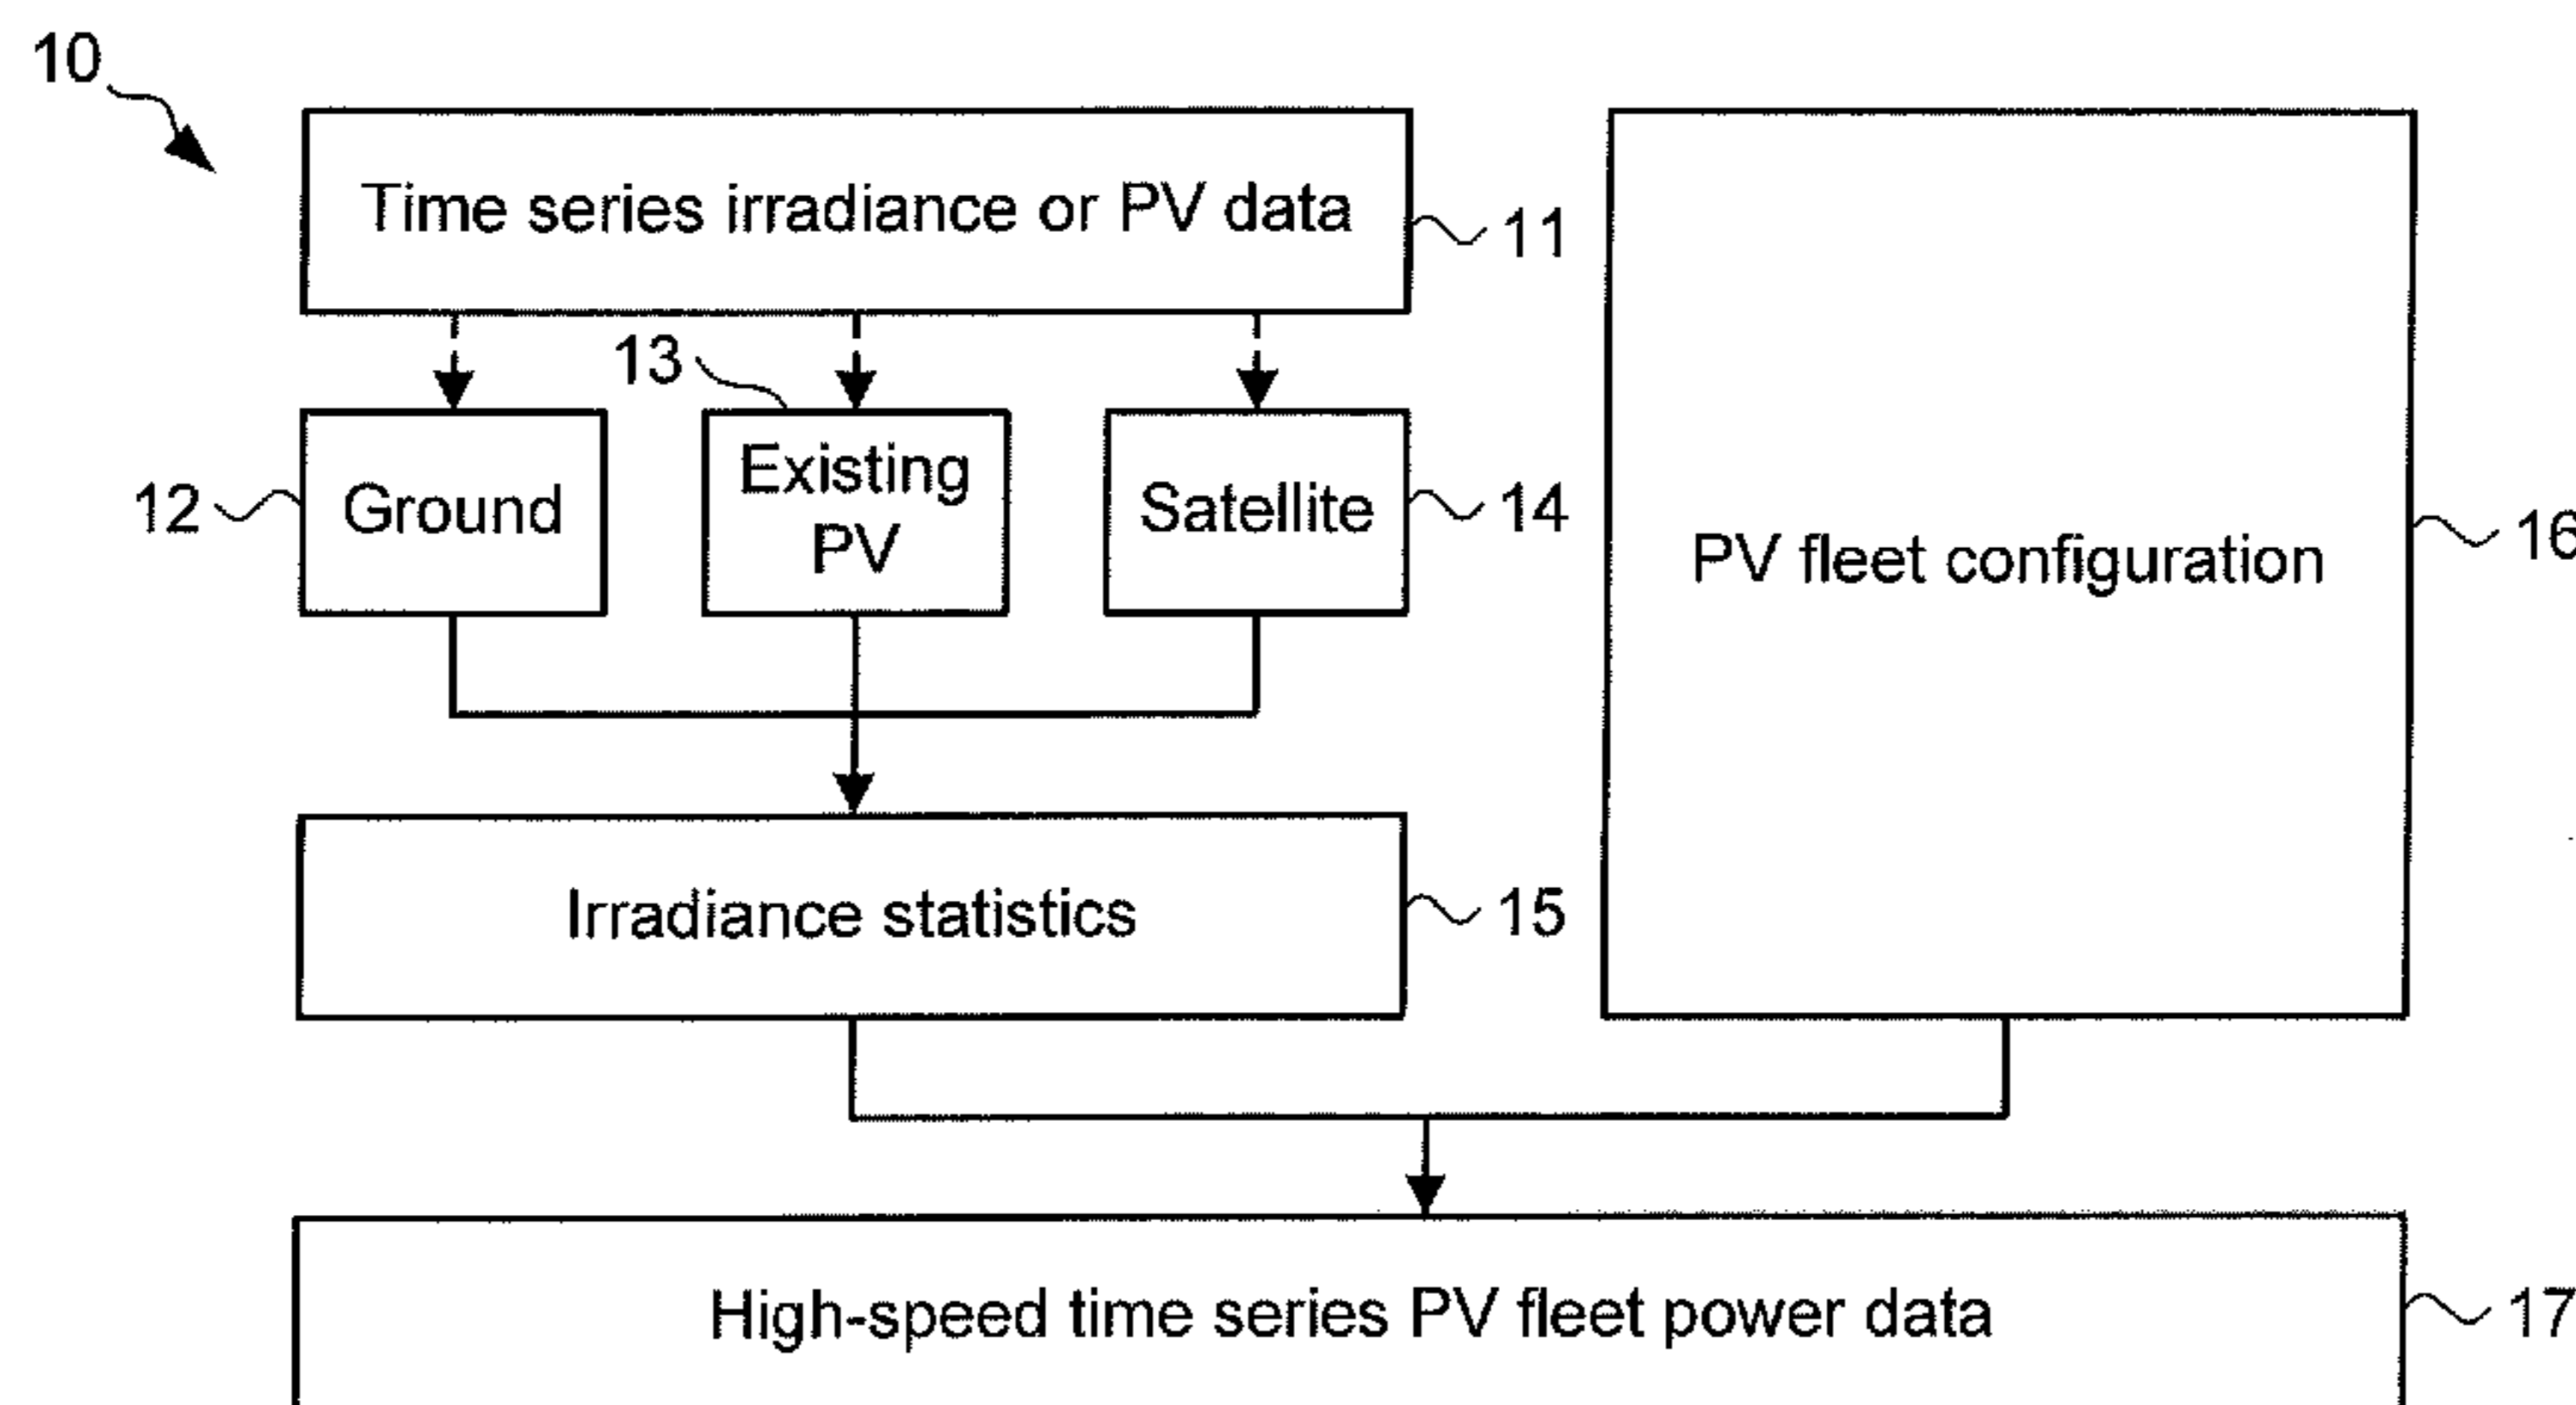 10
Time series irradiance or PV data
11
13
12
Ground
Existing
PV
Satellite
14
PV fleet configuration
16
Irradiance statistics
15
High-speed time series PV fleet power data
17